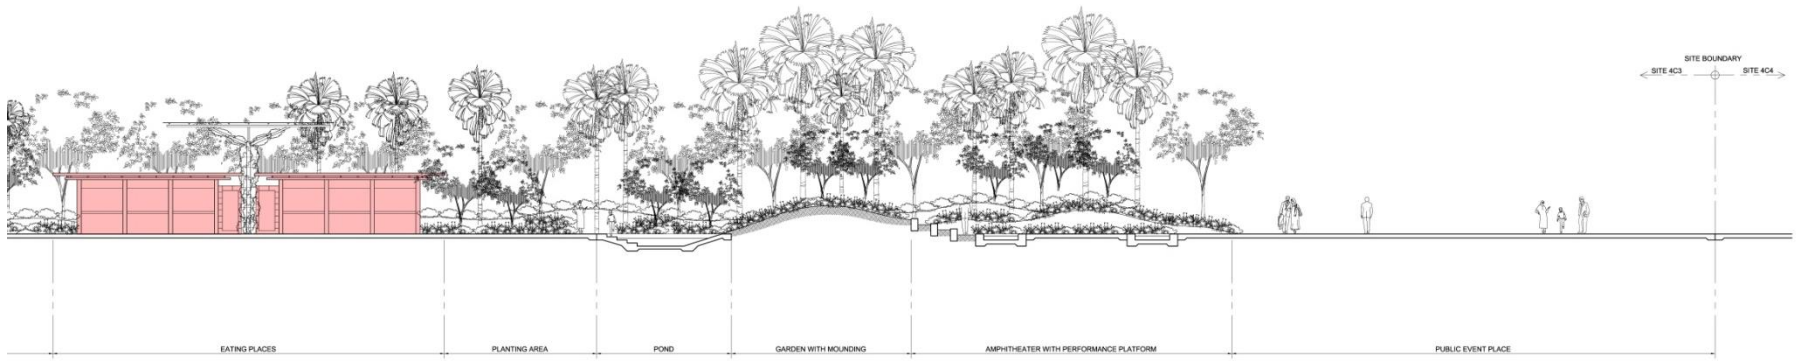 SITE BOUNDARY
SITE 4C3
SITE 4C4
EATING PLACES
PLANTING AREA
POND
GARDEN WITH MOUNDING
AMPHITHEATER WITH PERFORMANCE PLATFORM
PUBLIC EVENT PLACE